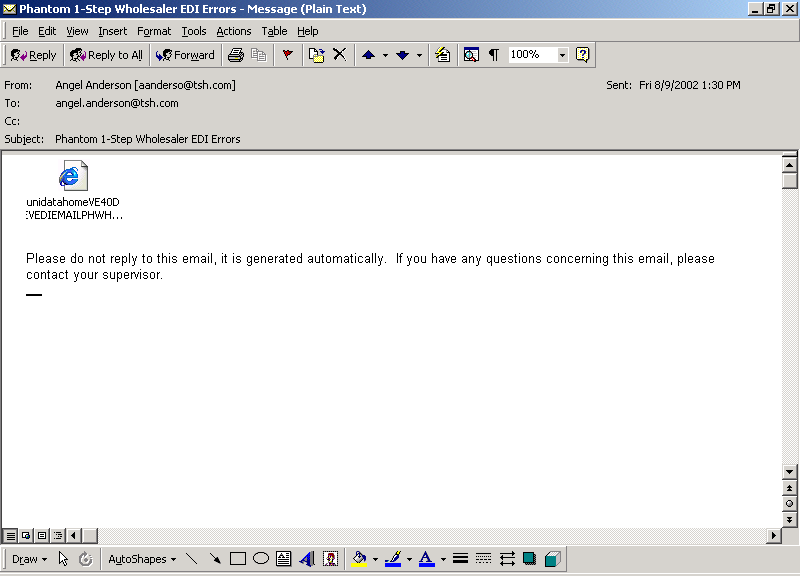 Phantom 1-Step Wholesaler EDI Errors - Message (Plain Text)
File Edit View Insert Format Tools Actions Table Help
Reply Reply to All Forward 100%
From: Angel Anderson [aanderso@tsh.com] Sent: Fri 8/9/2002 1:30 PM
To: angel.anderson@tsh.com
Cc:
Subject: Phantom 1-Step Wholesaler EDI Errors
unidatahomeVE40D
EVEDIEMAILPHWH...
Please do not reply to this email, it is generated automatically. If you have any questions concerning this email, please
contact your supervisor.
Draw AutoShapes